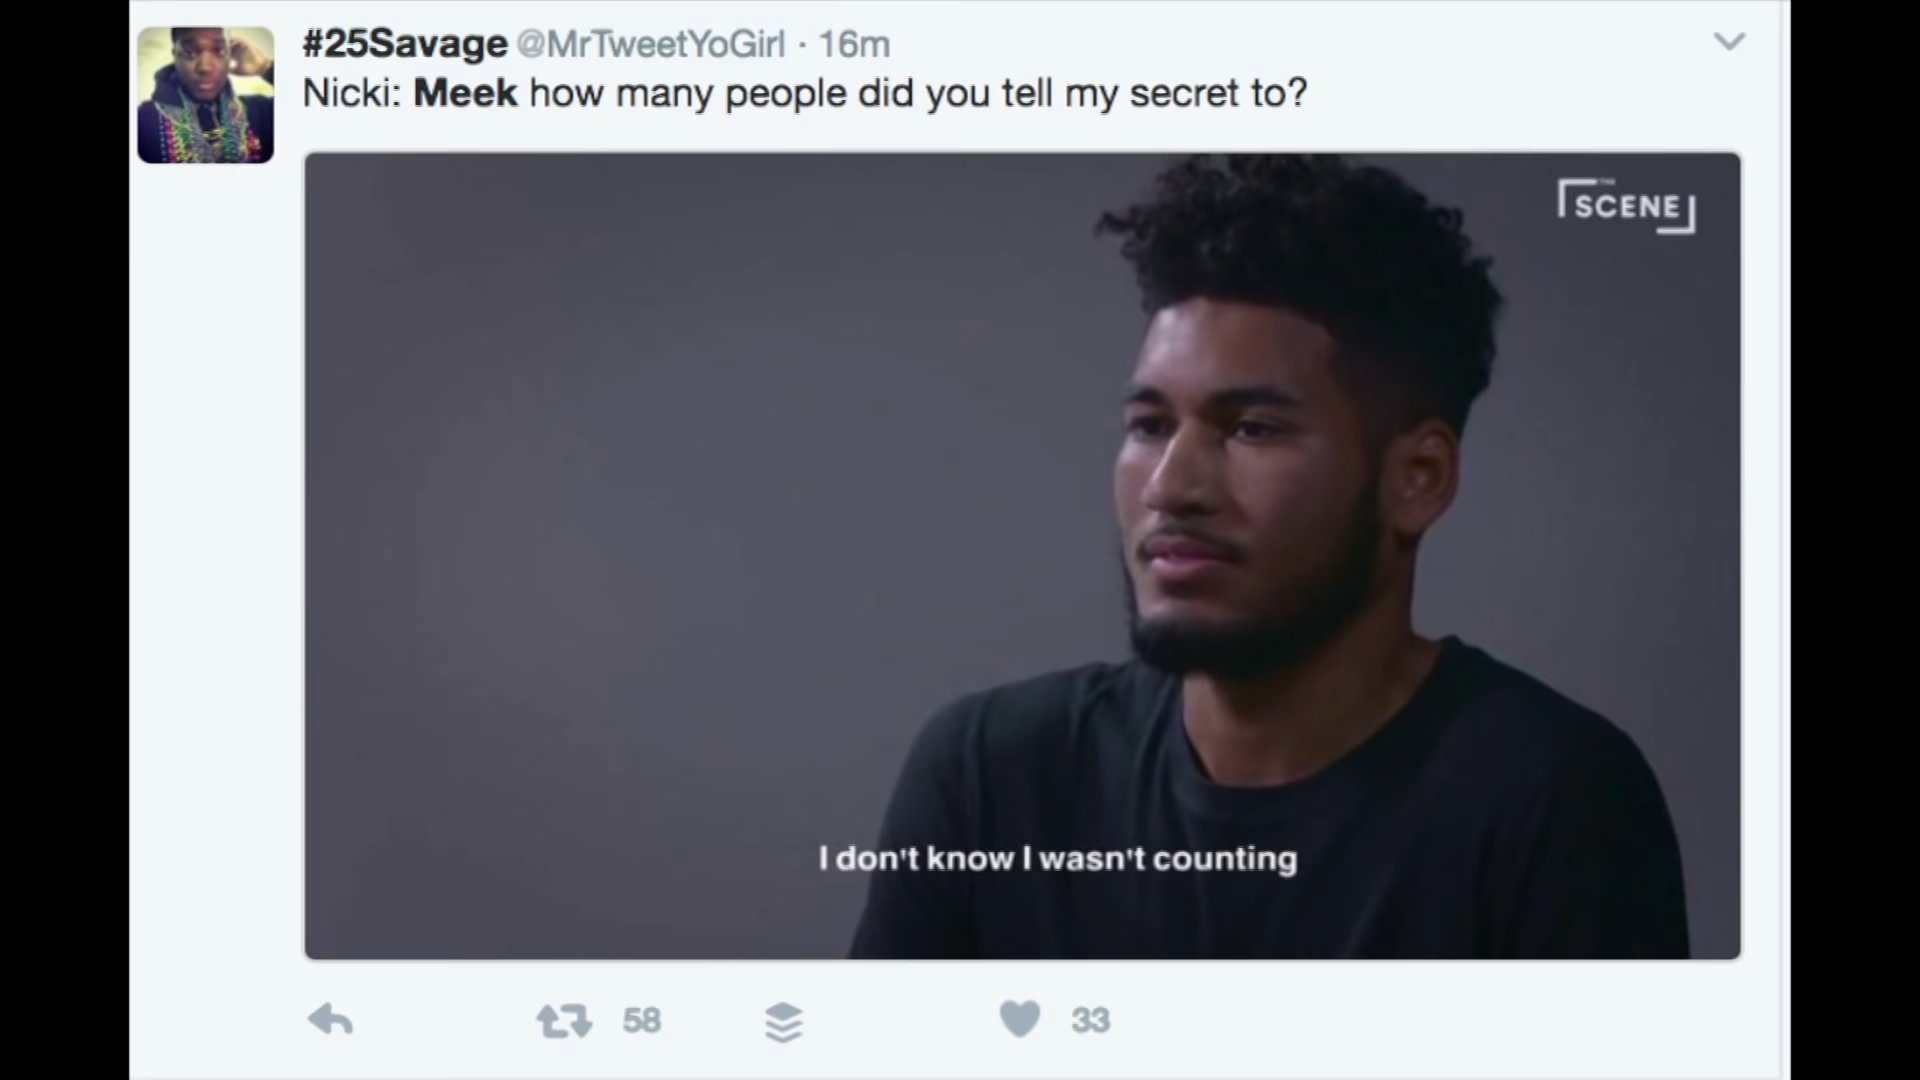 #25Savage @MrTweetYoGirl · 16m
Nicki: Meek how many people did you tell my secret to?
THE
SCENE
I don't know I wasn't counting
58 33